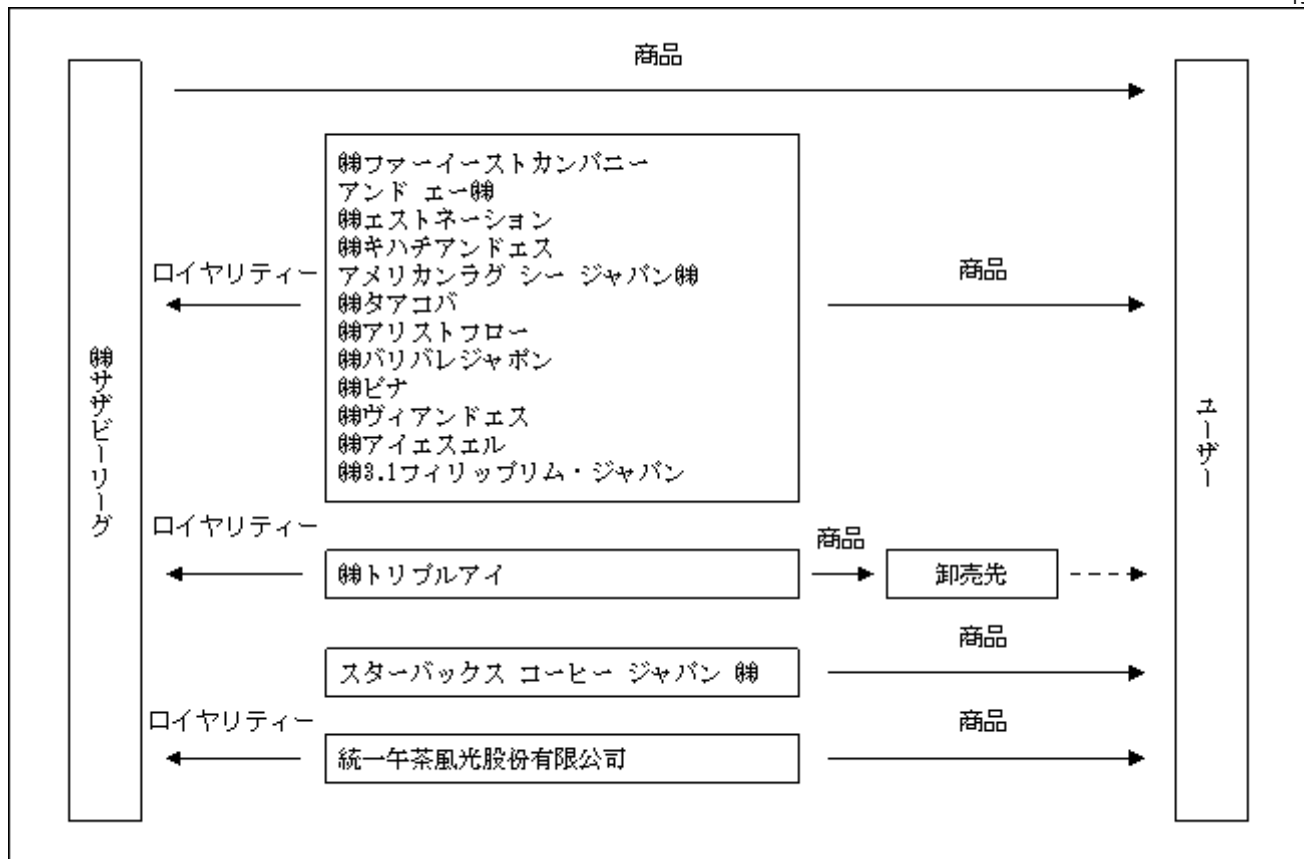 商品
㈱サザビーリーグ
ユーザー
㈱ファーイーストカンパニー
アンド エー㈱
㈱エストネーション
㈱キハチアンドエス
アメリカンラグ シー ジャパン㈱
㈱タアコバ
㈱アリストフロー
㈱バリバレジャポン
㈱ビナ
㈱ヴィアンドエス
㈱アイエスエル
㈱3.1フィリップリム・ジャパン
ロイヤリティー
商品
ロイヤリティー
㈱トリプルアイ
商品
卸売先
スターバックス コーヒー ジャパン ㈱
商品
ロイヤリティー
統一午茶風光股份有限公司
商品